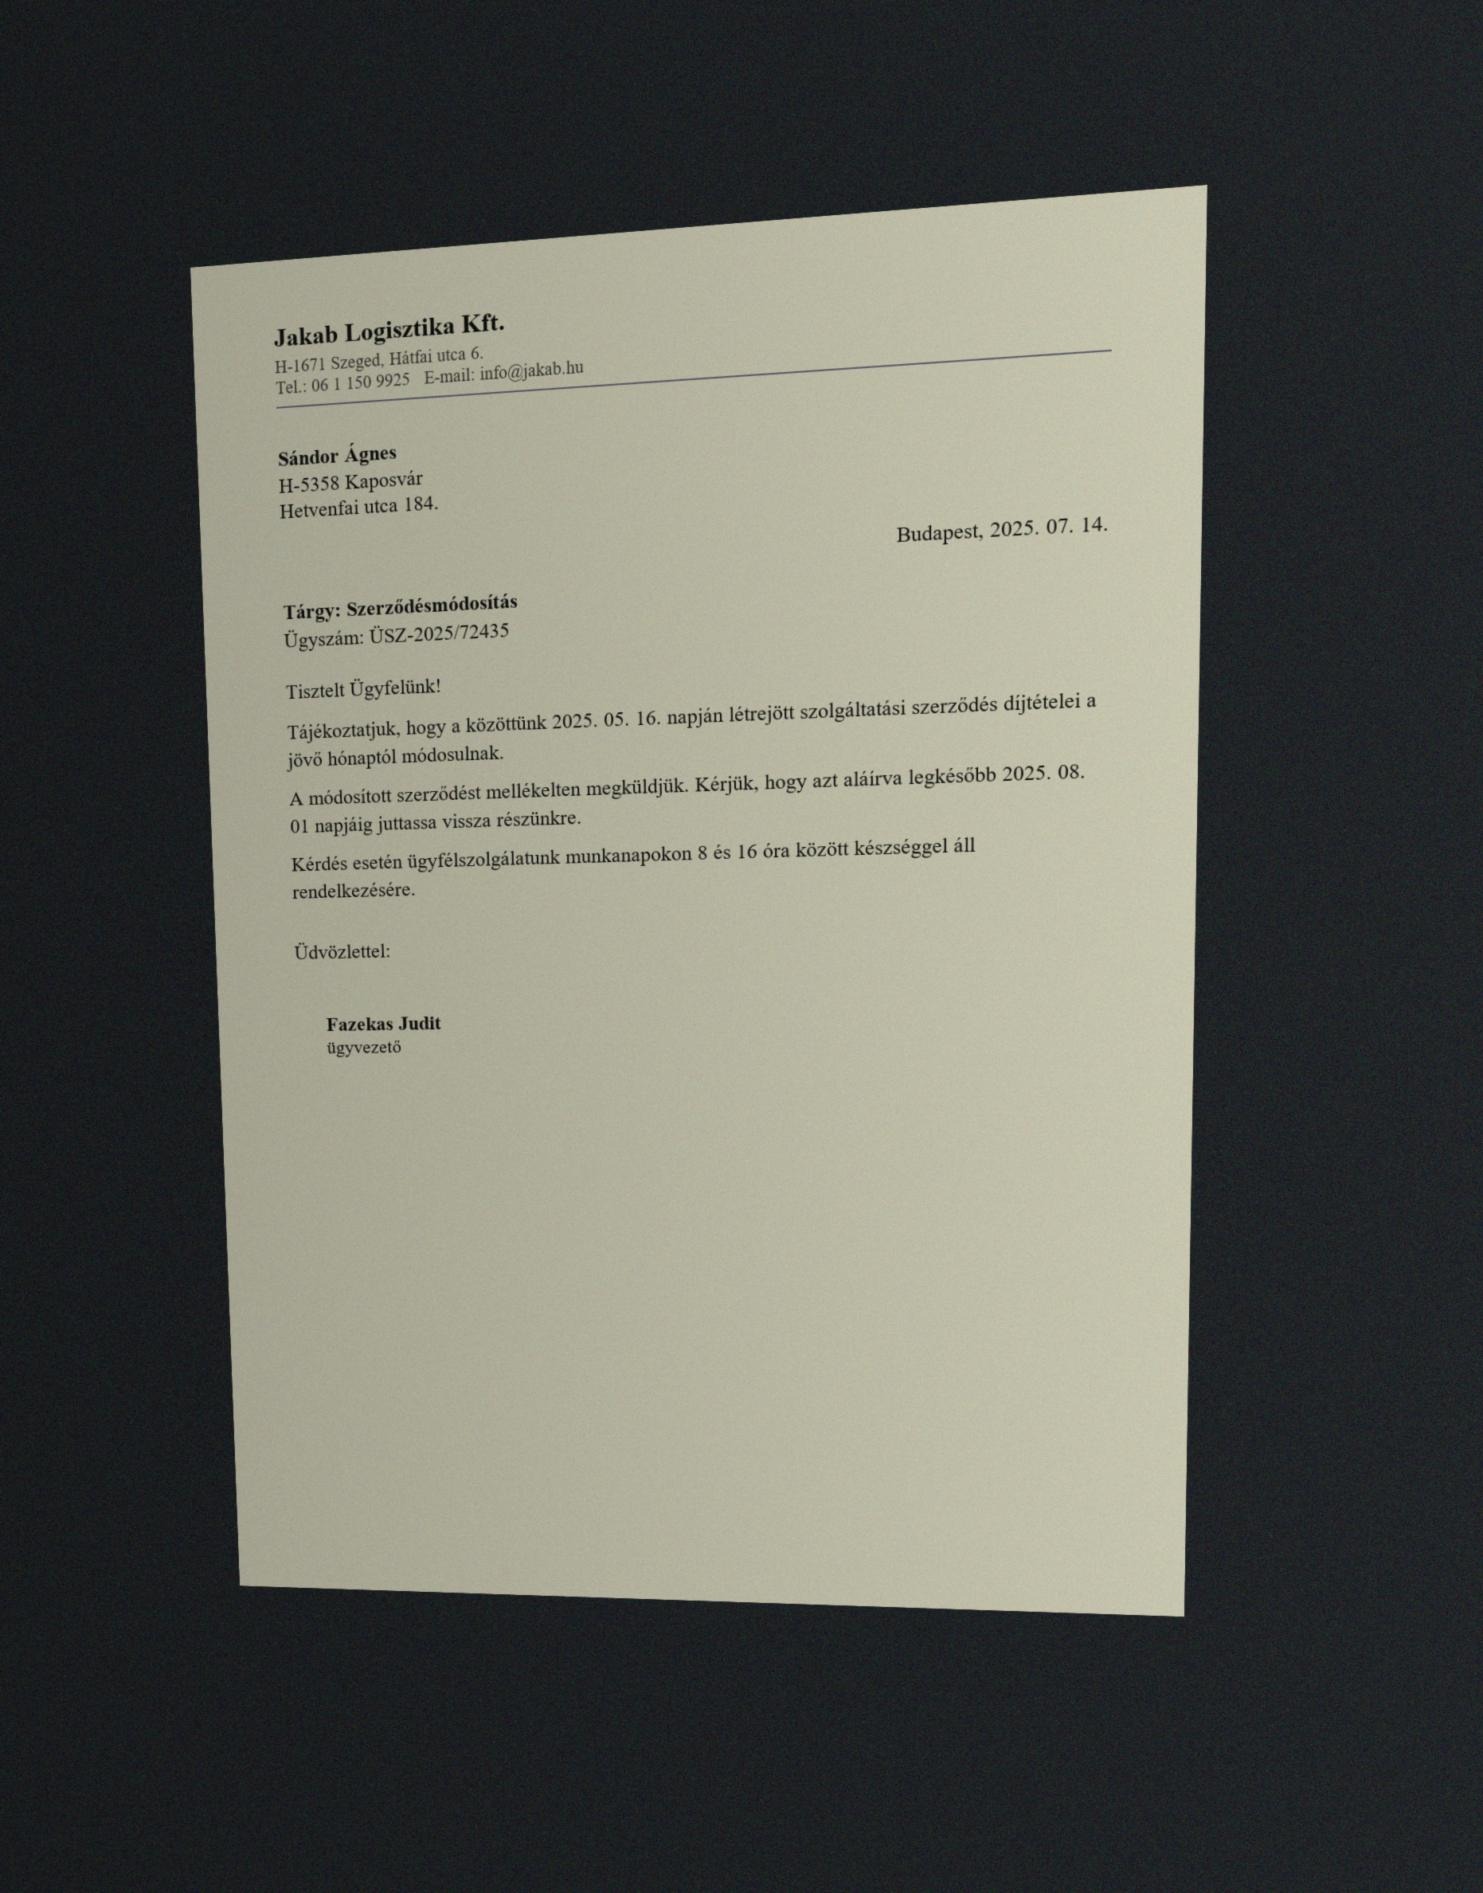 Jakab Logisztika Kft.
H-1671 Szeged, Hátfai utca 6.
Tel.: 06 1 150 9925 E-mail: info@jakab.hu
Sándor Ágnes
H-5358 Kaposvár
Hetvenfai utca 184.
Budapest, 2025. 07. 14.
Tárgy: Szerződésmódosítás
Ügyszám: ÜSZ-2025/72435
Tisztelt Ügyfelünk!
Tájékoztatjuk, hogy a közöttünk 2025. 05. 16. napján létrejött szolgáltatási szerződés díjtételei a
jövő hónaptól módosulnak.
A módosított szerződést mellékelten megküldjük. Kérjük, hogy azt aláírva legkésőbb 2025. 08.
01 napjáig juttassa vissza részünkre.
Kérdés esetén ügyfélszolgálatunk munkanapokon 8 és 16 óra között készséggel áll
rendelkezésére.
Üdvözlettel:
Fazekas Judit
ügyvezető